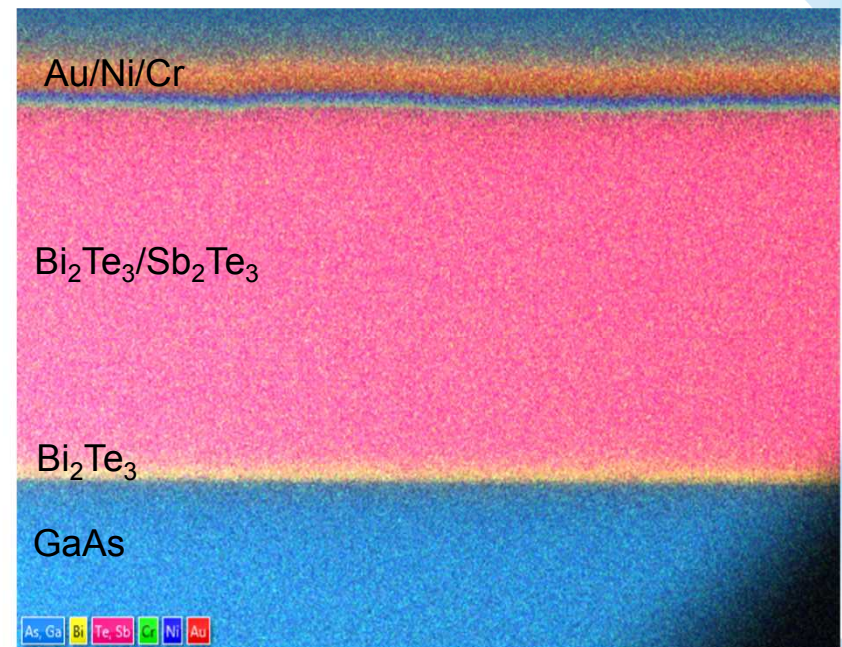 Au/Ni/Cr
Bi₂Te₃/Sb₂Te₃
Bi₂Te₃
GaAs
As, Ga Bi Te, Sb Cr Ni Au